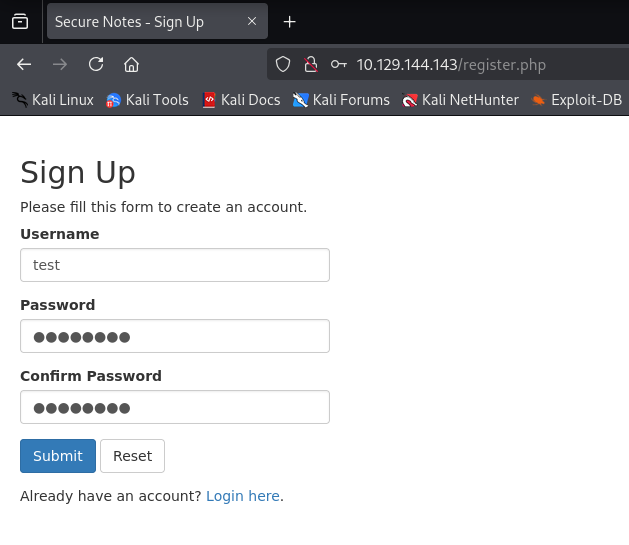 Secure Notes - Sign Up
10.129.144.143/register.php
Kali Linux Kali Tools Kali Docs Kali Forums Kali NetHunter Exploit-DB
Sign Up
Please fill this form to create an account.
Username
test
Password
●●●●●●●●
Confirm Password
●●●●●●●●
Submit Reset
Already have an account? Login here.